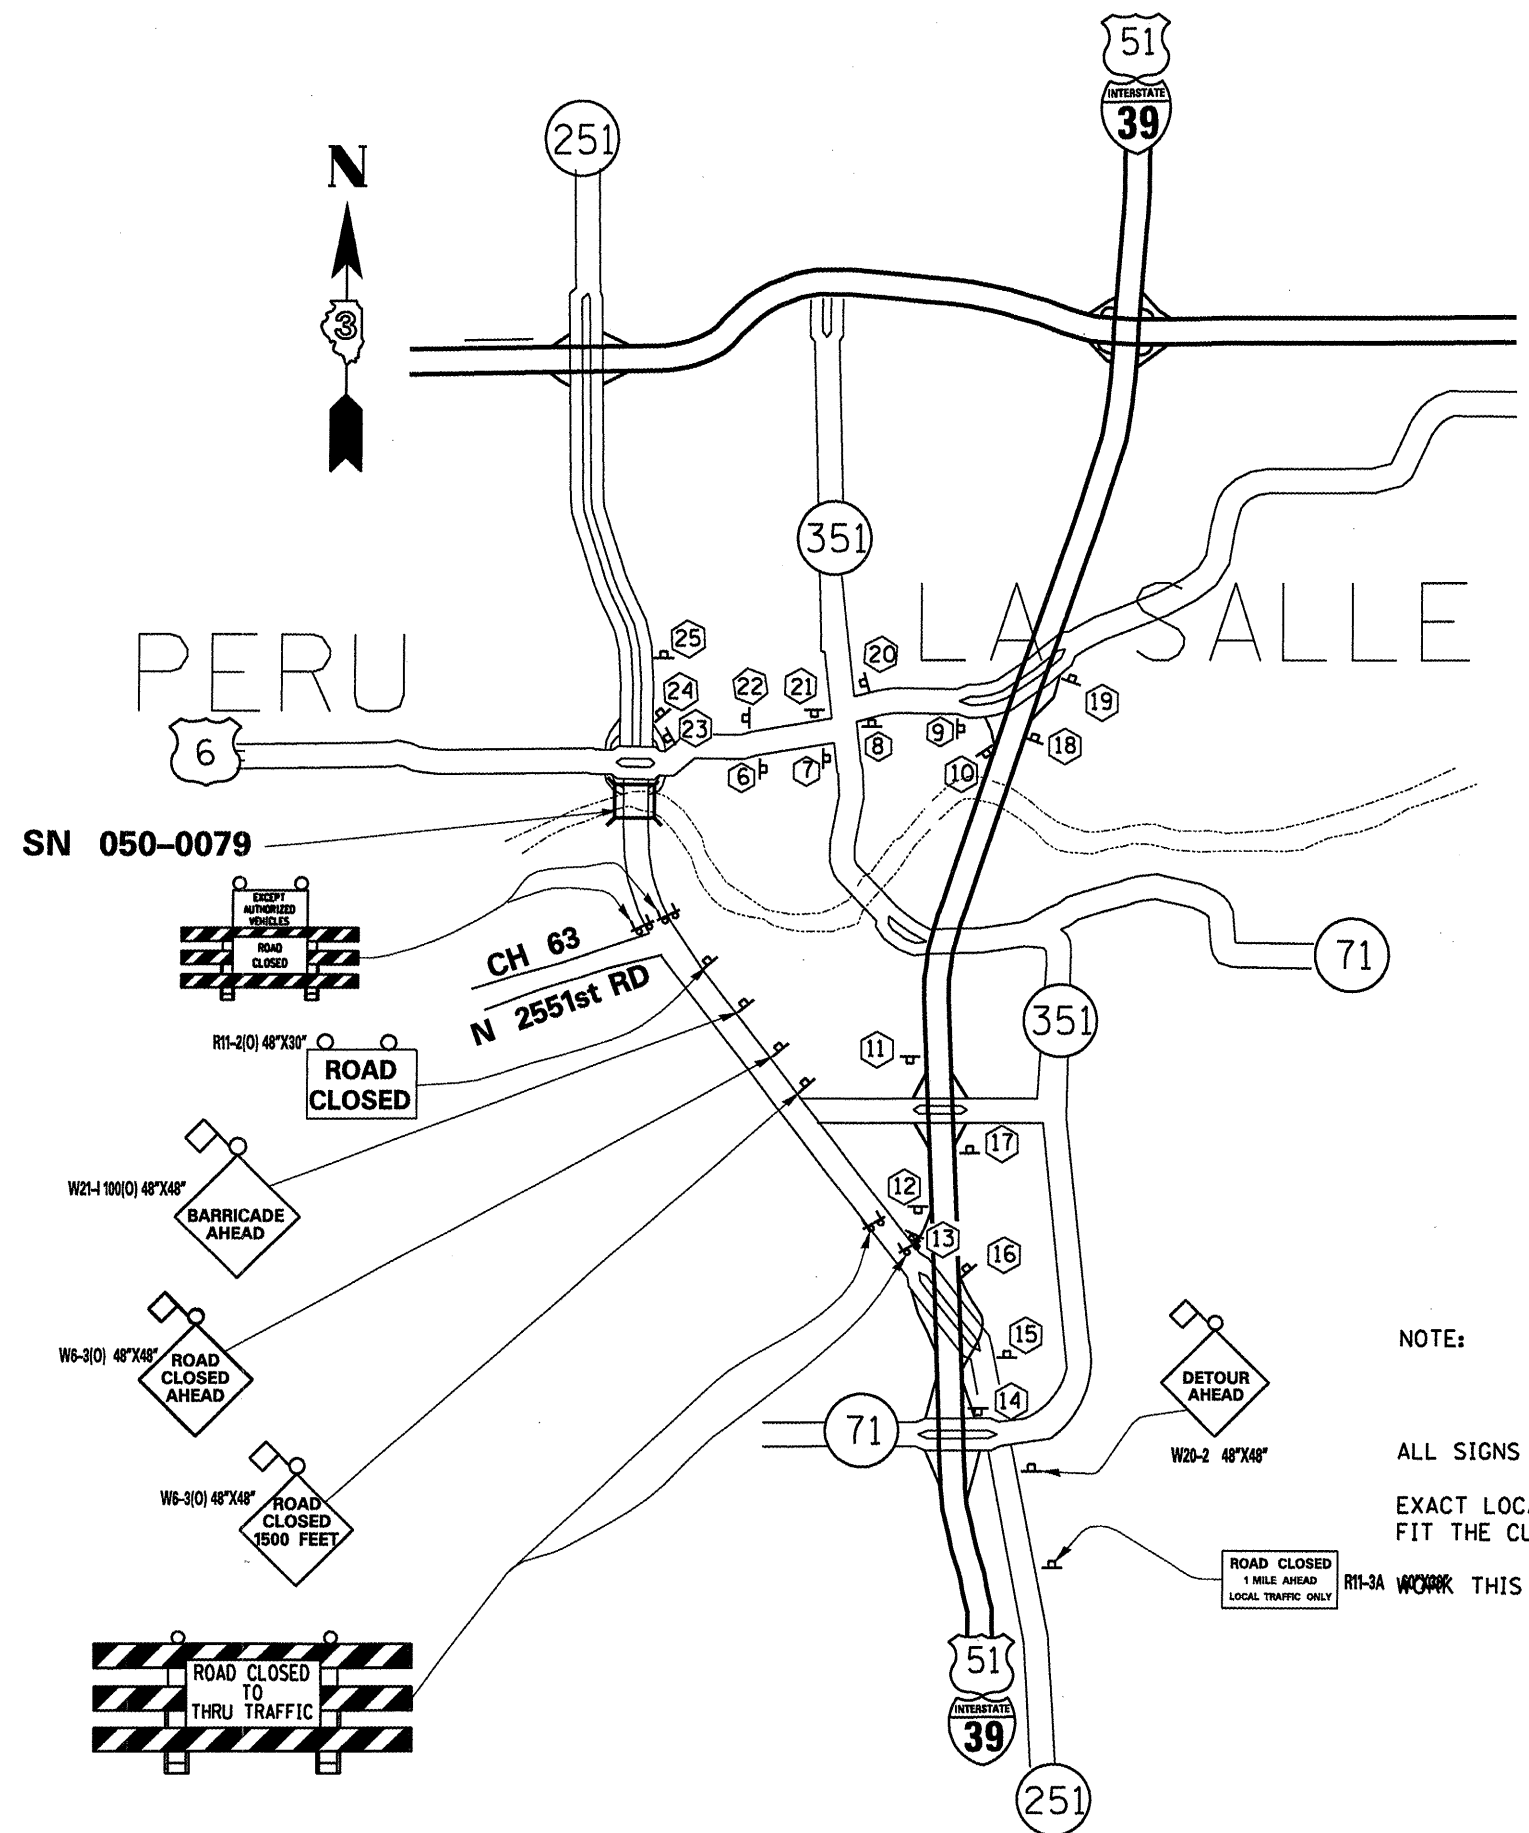 51
INTERSTATE
39
251
N
3
351
PERU
LA SALLE
25
24
22
21
20
23
19
6
6
7
8
9
10
18
SN 050-0079
EXCEPT
AUTHORIZED
VEHICLES
ROAD
CLOSED
CH 63
N 2551st RD
71
351
R11-2(O) 48"X30"
ROAD
CLOSED
11
17
W21-I 100(O) 48"X48"
BARRICADE
AHEAD
12
13
16
W6-3(O) 48"X48"
ROAD
CLOSED
AHEAD
15
14
71
DETOUR
AHEAD
W20-2 48"X48"
NOTE:
ALL SIGNS
EXACT
FIT THE
W6-3(O) 48"X48"
ROAD
CLOSED
1500 FEET
ROAD CLOSED
1 MILE AHEAD
LOCAL TRAFFIC ONLY
R11-3A
WORK THIS
ROAD CLOSED
TO
THRU TRAFFIC
51
INTERSTATE
39
251